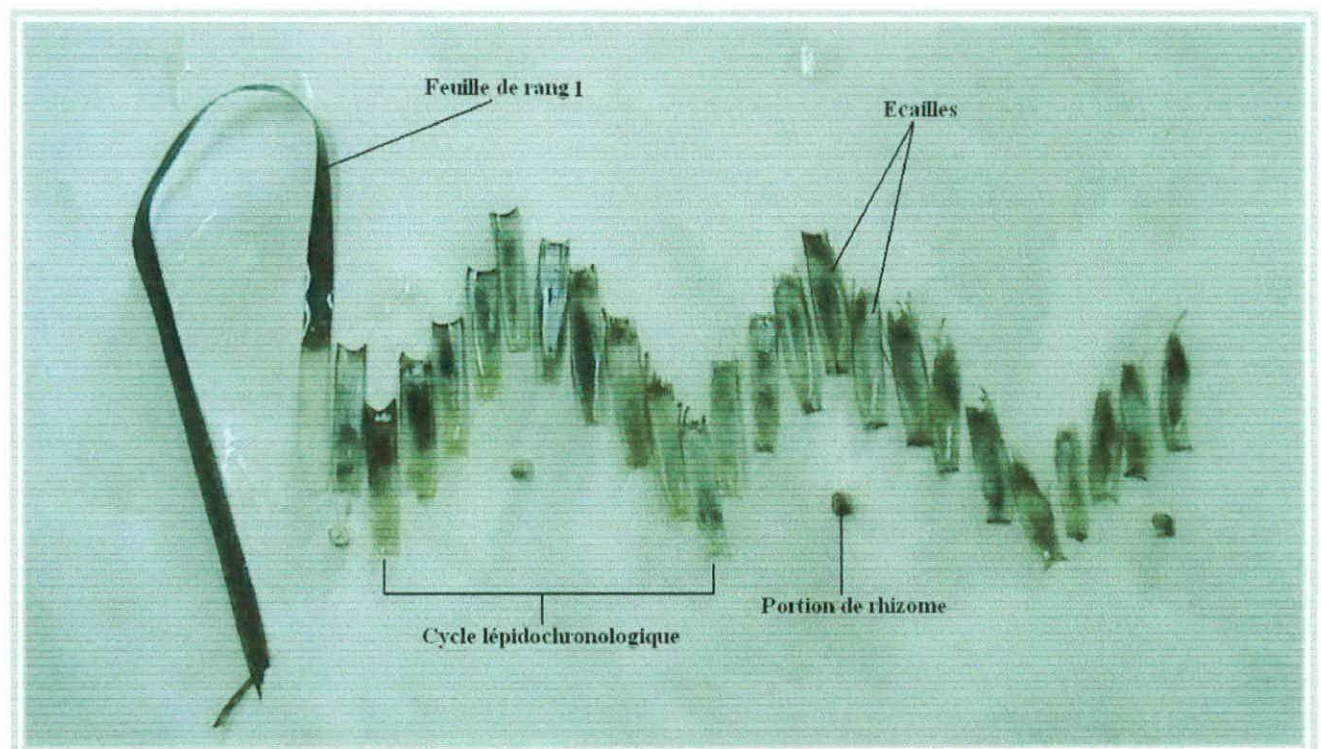 Feuille de rang 1
Ecailles
Portion de rhizome
Cycle lépidochronologique